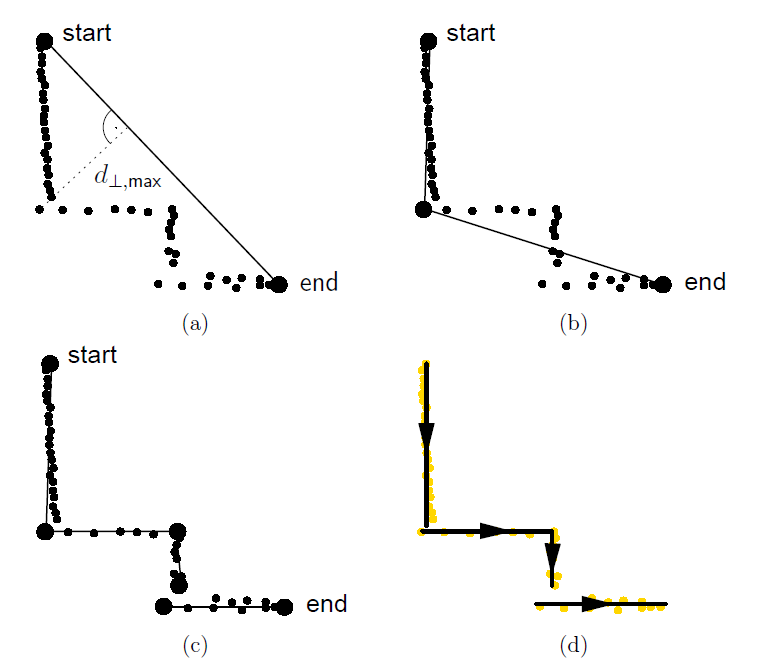 start
d⊥,max
end
(a)
start
end
(b)
start
end
(c)
(d)